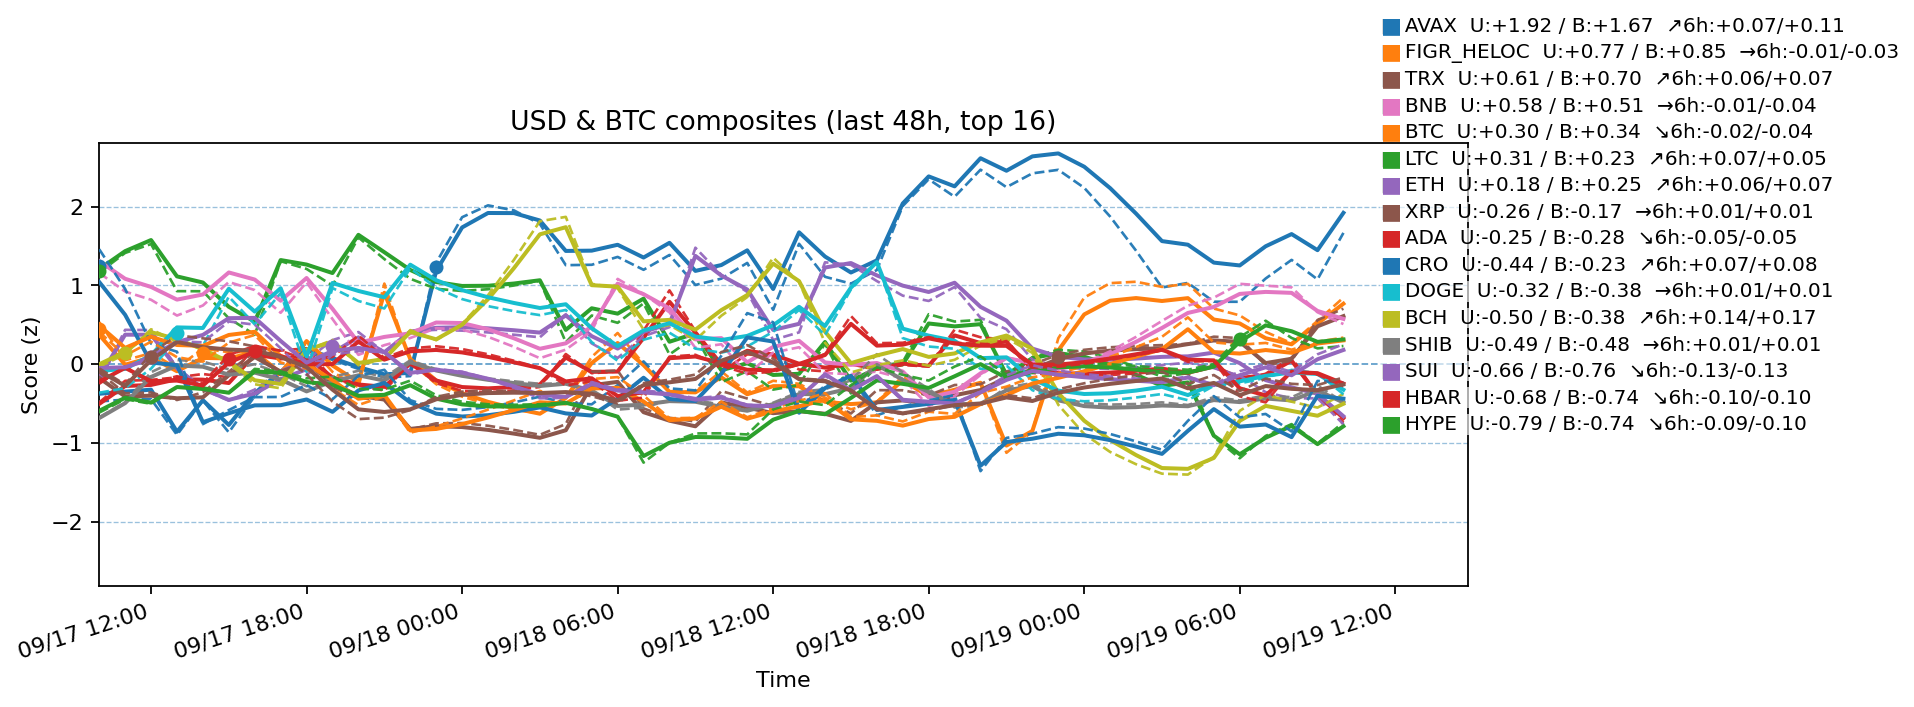 AVAX U:+1.92 / B:+1.67 ↗6h:+0.07/+0.11
FIGR_HELOC U:+0.77 / B:+0.85 →6h:-0.01/-0.03
TRX U:+0.61 / B:+0.70 ↗6h:+0.06/+0.07
BNB U:+0.58 / B:+0.51 →6h:-0.01/-0.04
BTC U:+0.30 / B:+0.34 ↘6h:-0.02/-0.04
LTC U:+0.31 / B:+0.23 ↗6h:+0.07/+0.05
ETH U:+0.18 / B:+0.25 ↗6h:+0.06/+0.07
XRP U:-0.26 / B:-0.17 →6h:+0.01/+0.01
ADA U:-0.25 / B:-0.28 ↘6h:-0.05/-0.05
CRO U:-0.44 / B:-0.23 ↗6h:+0.07/+0.08
DOGE U:-0.32 / B:-0.38 →6h:+0.01/+0.01
BCH U:-0.50 / B:-0.38 ↗6h:+0.14/+0.17
SHIB U:-0.49 / B:-0.48 →6h:+0.01/+0.01
SUI U:-0.66 / B:-0.76 ↘6h:-0.13/-0.13
HBAR U:-0.68 / B:-0.74 ↘6h:-0.10/-0.10
HYPE U:-0.79 / B:-0.74 ↘6h:-0.09/-0.10
USD & BTC composites (last 48h, top 16)
Score (z)
2
1
0
−1
−2
09/17 12:00
09/17 18:00
09/18 00:00
09/18 06:00
09/18 12:00
09/18 18:00
09/19 00:00
09/19 06:00
09/19 12:00
Time